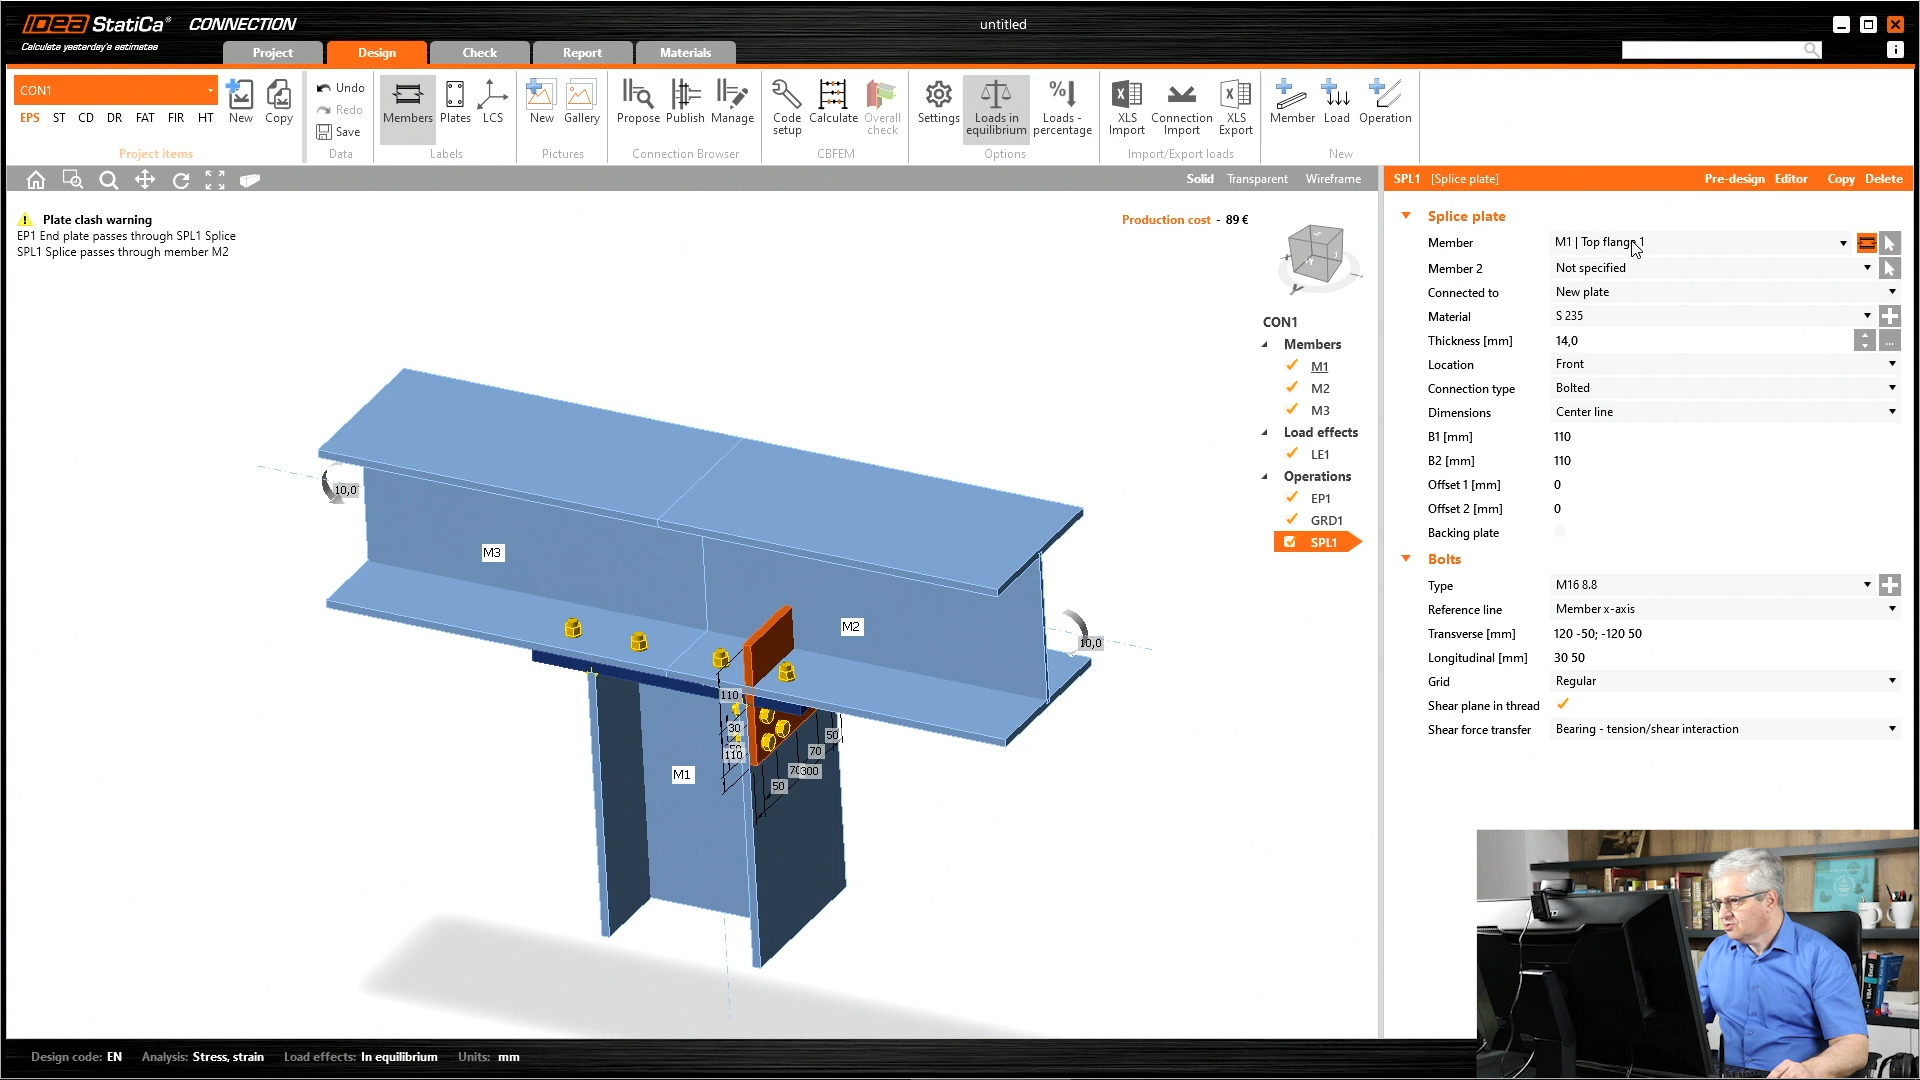 IDEA StatiCa® CONNECTION
Calculate yesterday's estimates
untitled
Project
Design
Check
Report
Materials
i
CON1
EPS ST CD DR FAT FIR HT
Project items
New
Copy
Undo
Redo
Save
Data
Members
Plates
LCS
Labels
New
Gallery
Pictures
Propose
Publish
Manage
Connection Browser
Code setup
Calculate
Overall check
CBFEM
Settings
Loads in equilibrium
Loads - percentage
Options
XLS Import
Connection Import
XLS Export
Import/Export loads
Member
Load
Operation
New
Solid Transparent Wireframe
SPL1 [Splice plate]
Pre-design Editor Copy Delete
Plate clash warning
EP1 End plate passes through SPL1 Splice
SPL1 Splice passes through member M2
Production cost - 89 €
CON1
Members
M1
M2
M3
Load effects
LE1
Operations
EP1
GRD1
SPL1
10,0
M3
M2
10,0
110
30
110
50
70
300
50
M1
Splice plate
Member M1 | Top flange 1
Member 2 Not specified
Connected to New plate
Material S 235
Thickness [mm] 14,0
Location Front
Connection type Bolted
Dimensions Center line
B1 [mm] 110
B2 [mm] 110
Offset 1 [mm] 0
Offset 2 [mm] 0
Backing plate
Bolts
Type M16 8.8
Reference line Member x-axis
Transverse [mm] 120 -50; -120 50
Longitudinal [mm] 30 50
Grid Regular
Shear plane in thread
Shear force transfer Bearing - tension/shear interaction
Design code: EN Analysis: Stress, strain Load effects: In equilibrium Units: mm